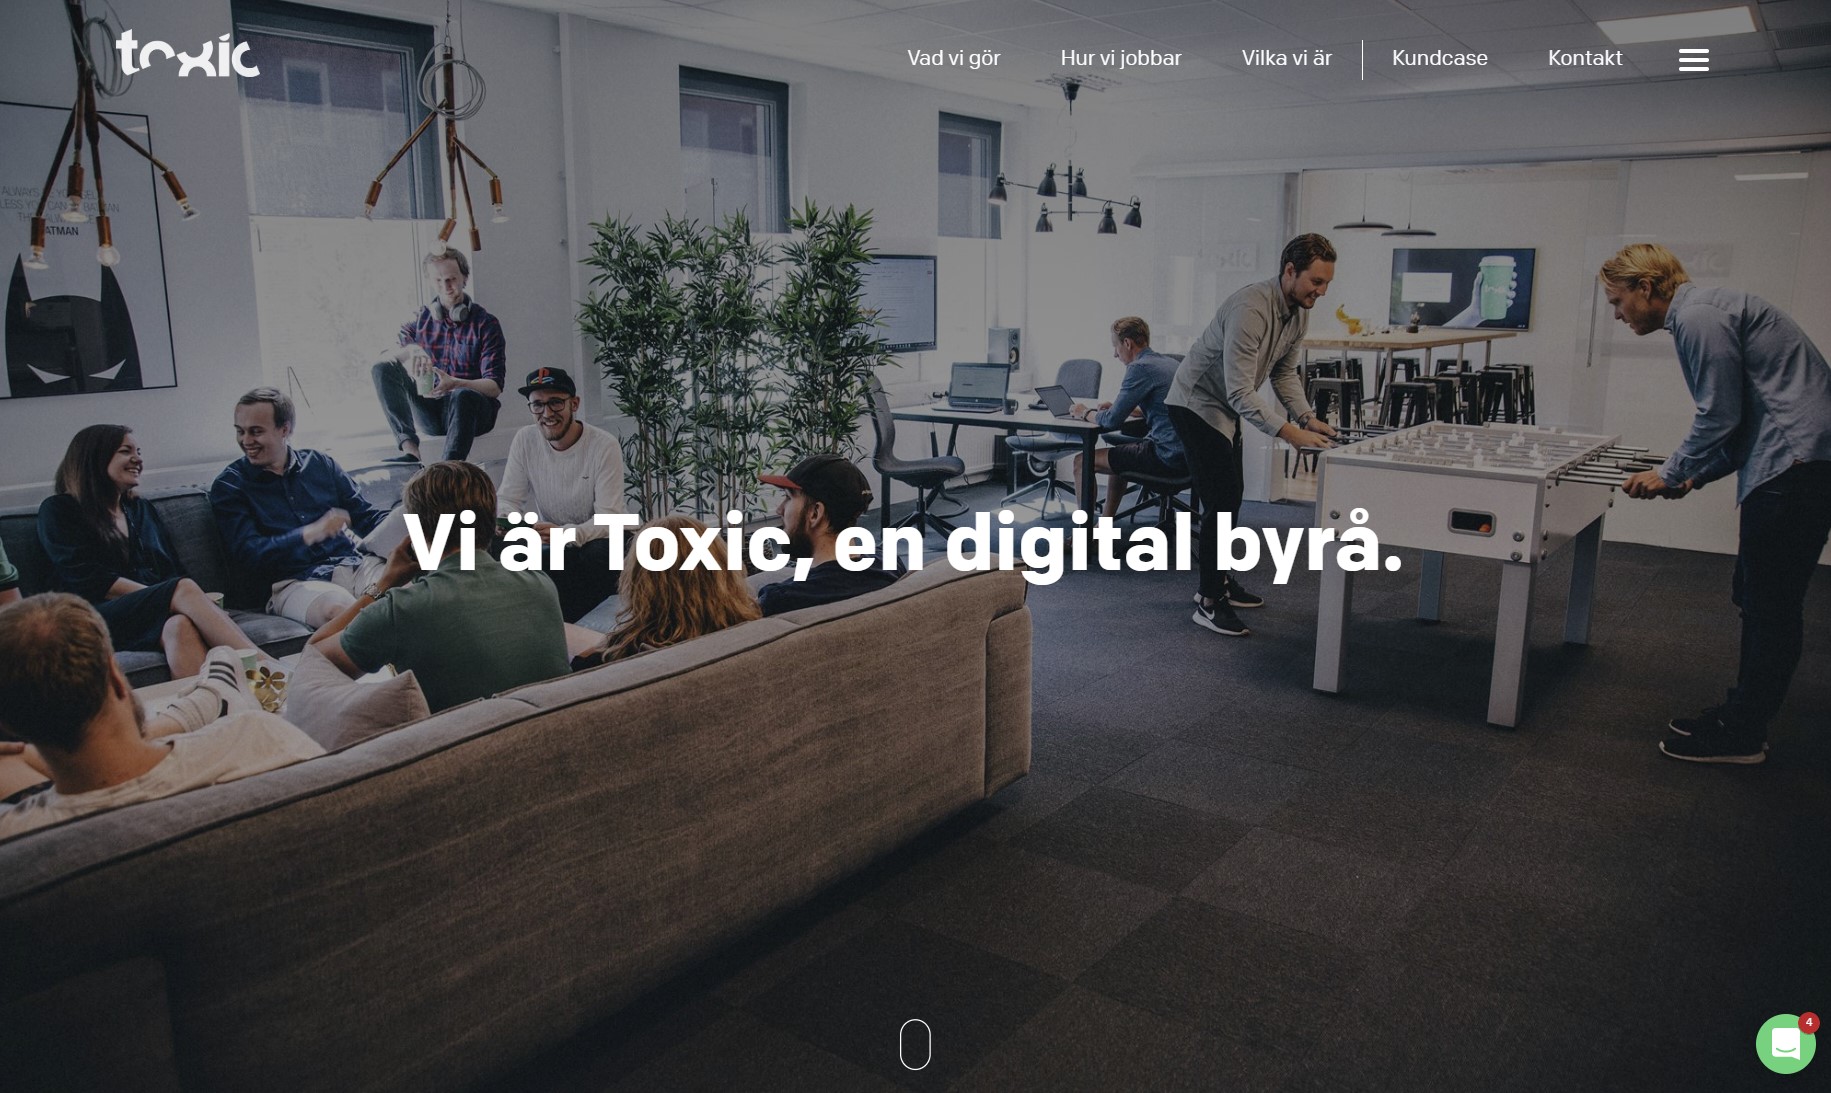 toxic
Vad vi gör
Hur vi jobbar
Vilka vi är
Kundcase
Kontakt
ATMAN
Vi är Toxic, en digital byrå.
4